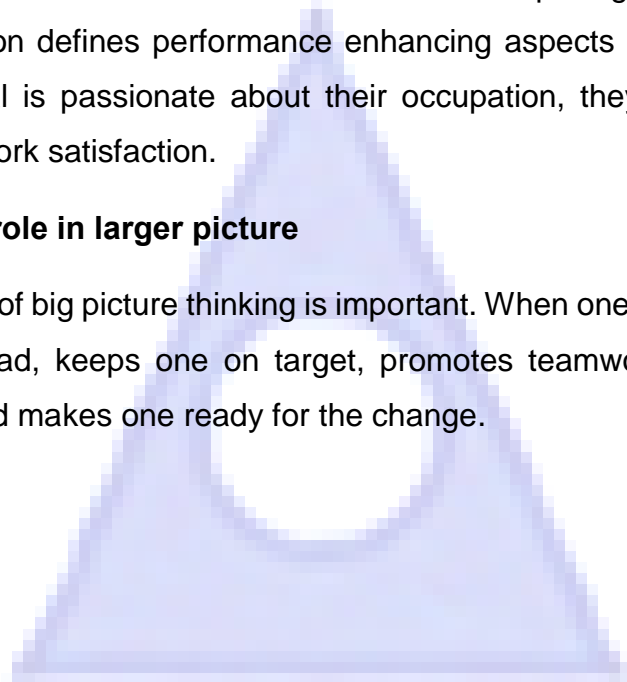 on defines performance enhancing aspects
l is passionate about their occupation, they
ork satisfaction.
role in larger picture
of big picture thinking is important. When one
ad, keeps one on target, promotes teamwo
d makes one ready for the change.